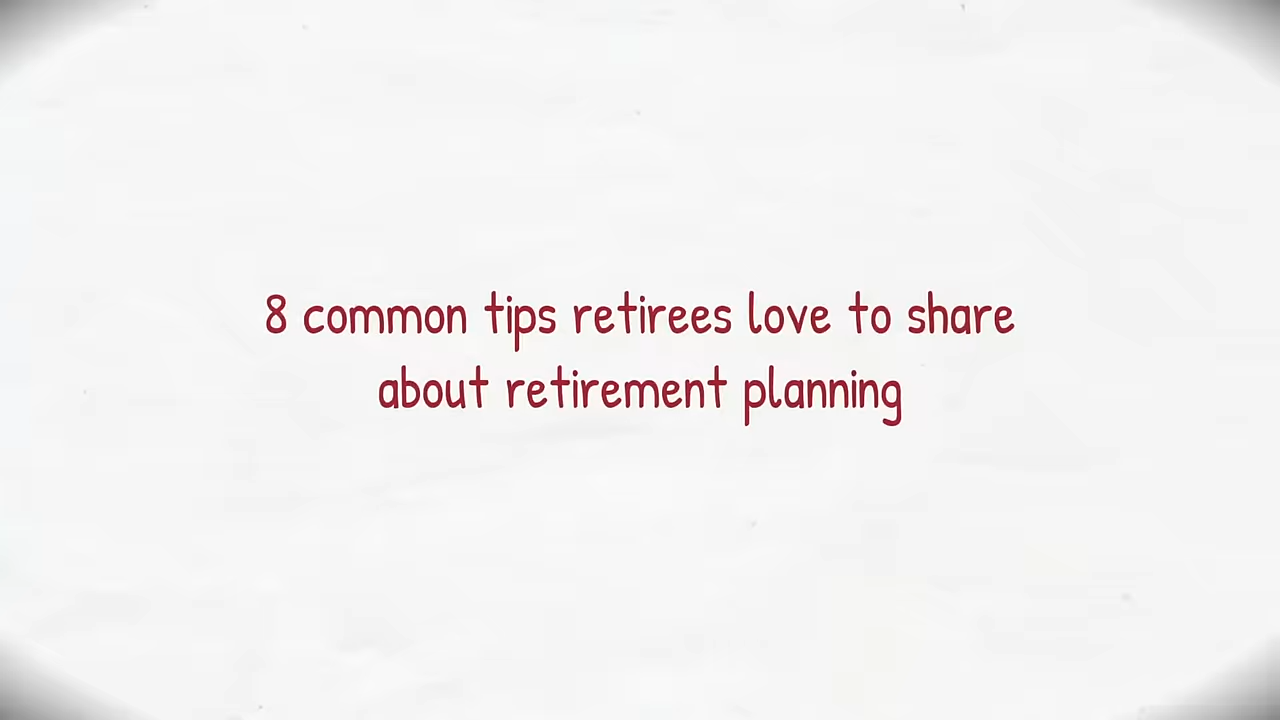 8 common tips retirees love to share
about retirement planning